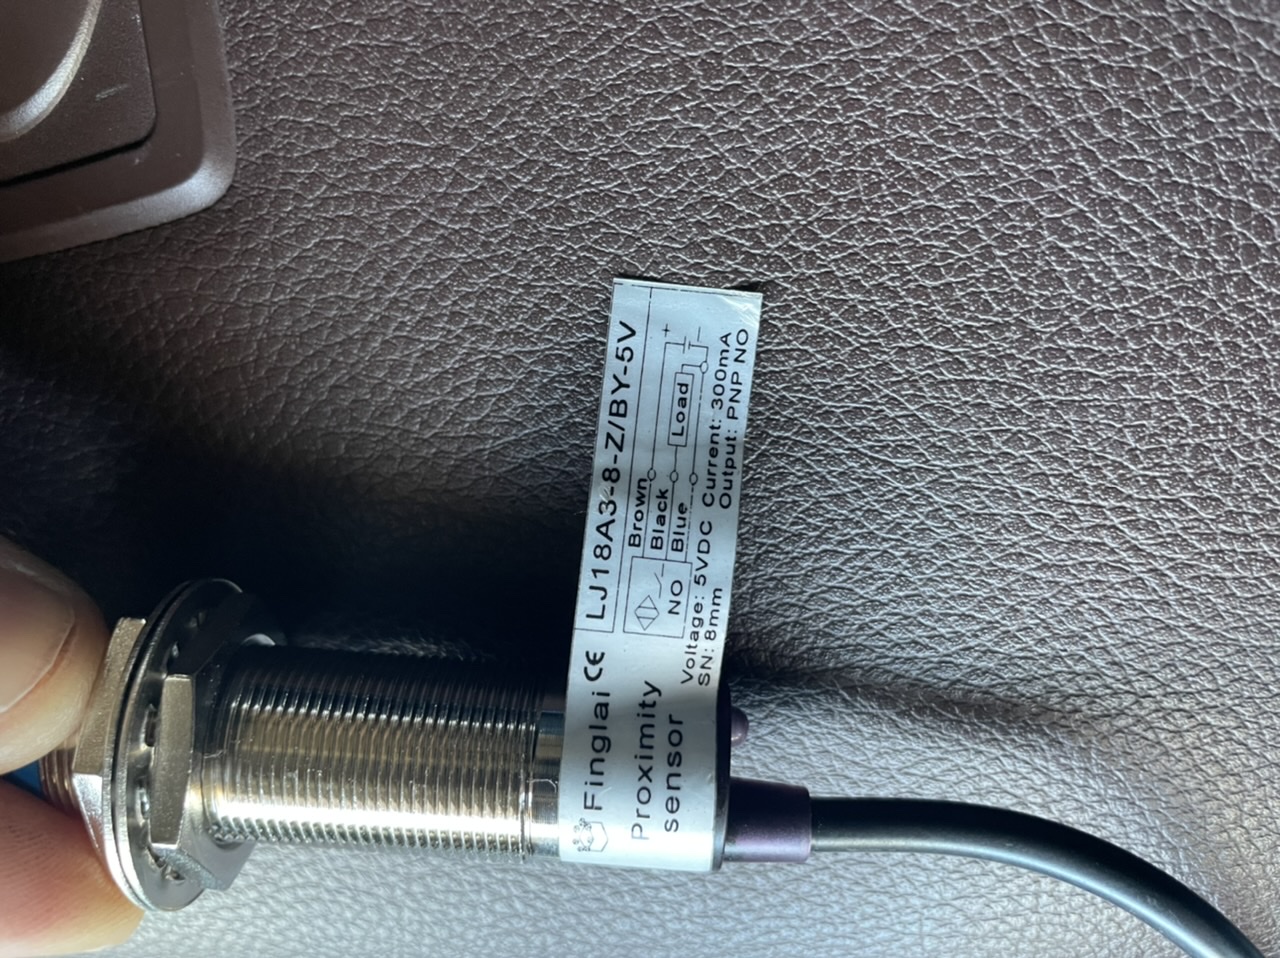 Finglai CE LJ18A3-8-Z/BY-5V
Proximity
sensor
NO
Brown
Black
Blue
Load
+
-
Voltage: 5VDC Current: 300mA
SN: 8mm Output: PNP NO